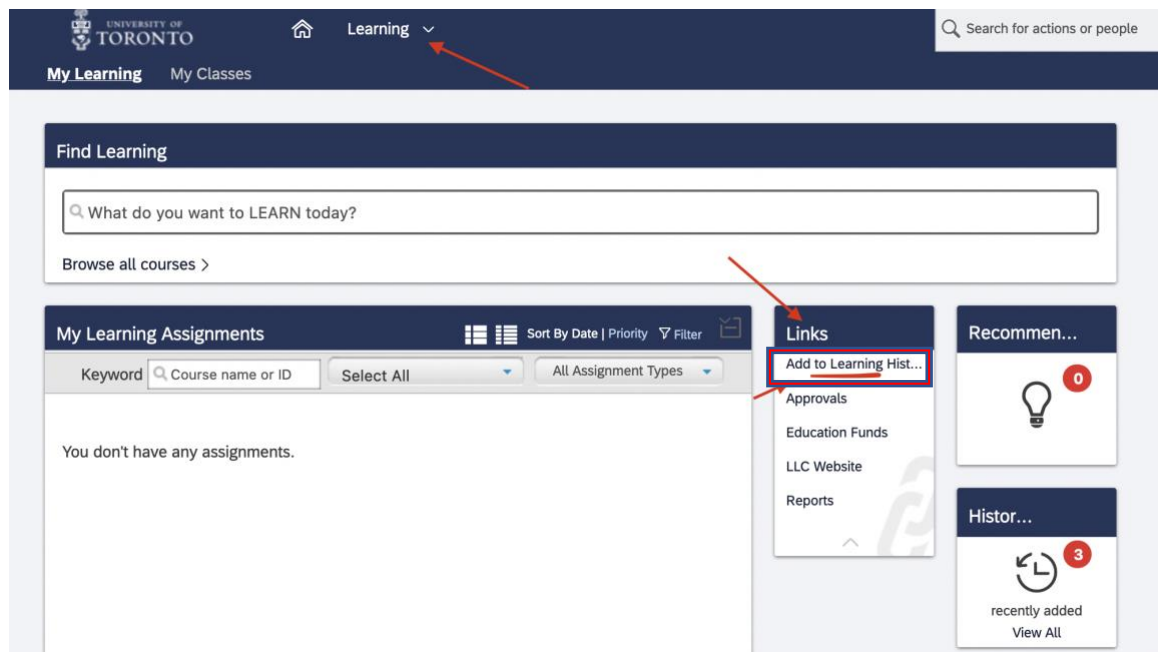 UNIVERSITY OF
TORONTO
Learning
Search for actions or people
My Learning My Classes
Find Learning
What do you want to LEARN today?
Browse all courses >
My Learning Assignments
Sort By Date | Priority Filter
Keyword Course name or ID Select All All Assignment Types
You don't have any assignments.
Links
Add to Learning Hist...
Approvals
Education Funds
LLC Website
Reports
Recommen...
0
Histor...
3
recently added
View All